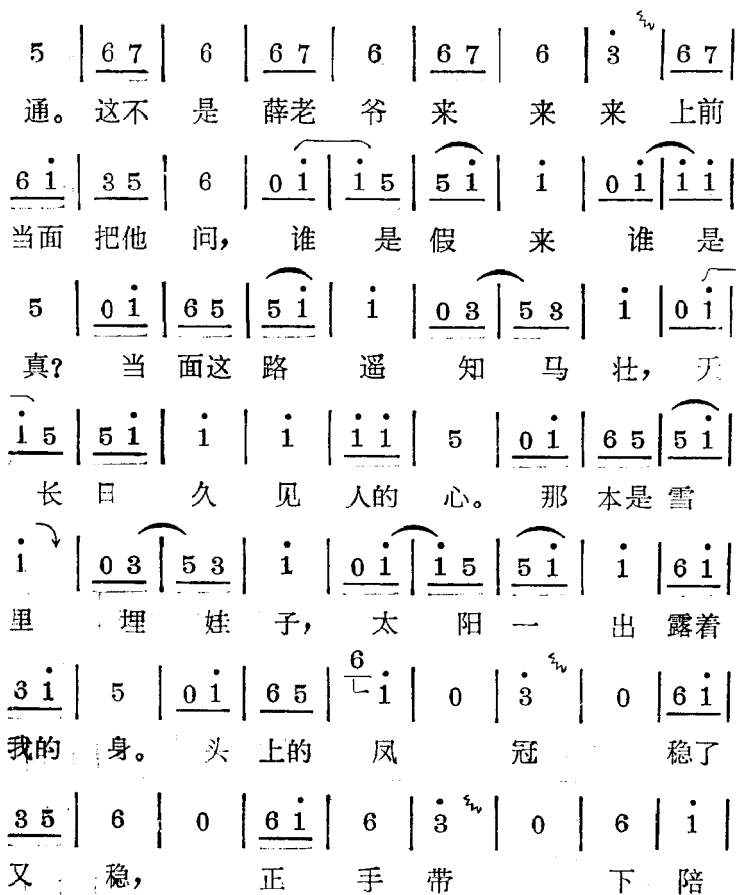 5 | 6 7 | 6 | 6 7 | 6 | 6 7 | 6 | 3̇ | 6 7 |
通。 这不 是 薛老 爷 来 来 来 上前
6 1̇ | 3 5 | 6 | 0 1̇ | 1̇ 5 | 5 1̇ | 1̇ | 0 1̇ | 1̇ 1̇ |
当面 把他 问， 谁 是 假 来 谁 是
5 | 0 1̇ | 6 5 | 5 1̇ | 1̇ | 0 3 | 5 3 | 1̇ | 0 1̇ |
真？ 当 面这 路 遥 知 马 壮， 天
1̇ 5 | 5 1̇ | 1̇ | 1̇ | 1̇ 1̇ | 5 | 0 1̇ | 6 5 | 5 1̇ |
长 日 久 见 人的 心。 那 本是 雪
1̇ | 0 3 | 5 3 | 1̇ | 0 1̇ | 1̇ 5 | 5 1̇ | 1̇ | 6 1̇ |
里 埋 娃 子， 太 阳 一 出 露着
3 1̇ | 5 | 0 1̇ | 6 5 | 6 1̇ | 0 | 3̇ | 0 | 6 1̇ |
我的 身。 头 上的 凤 冠 稳了
3 5 | 6 | 0 | 6 1̇ | 6 | 3̇ | 0 | 6 | 1̇ |
又 稳， 正 手 带 下 陪